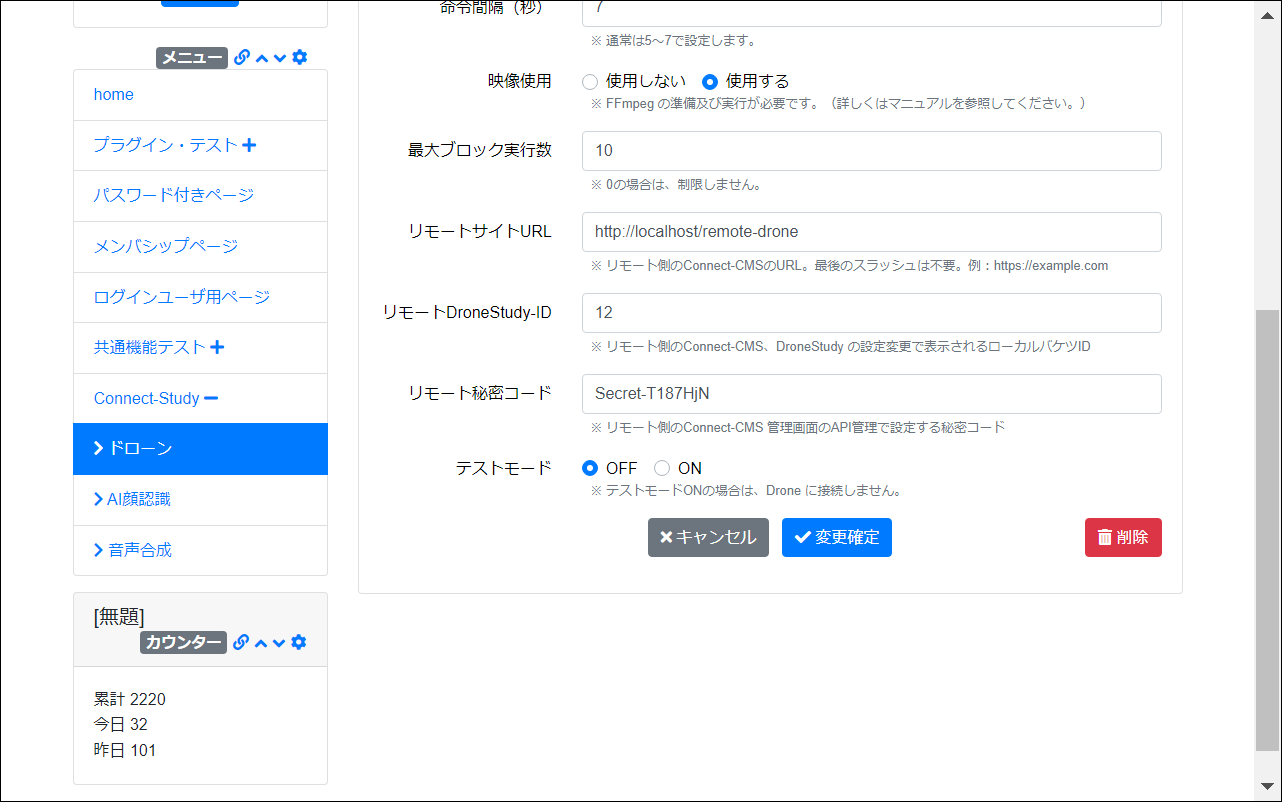 メニュー
home
プラグイン・テスト
パスワード付きページ
メンバシップページ
ログインユーザ用ページ
共通機能テスト
Connect-Study
ドローン
AI顔認識
音声合成
[無題]
カウンター
累計 2220
今日 32
昨日 101
命令間隔（秒） 7
※ 通常は5～7で設定します。
映像使用 使用しない 使用する
※ FFmpeg の準備及び実行が必要です。（詳しくはマニュアルを参照してください。）
最大ブロック実行数 10
※ 0の場合は、制限しません。
リモートサイトURL http://localhost/remote-drone
※ リモート側のConnect-CMSのURL。最後のスラッシュは不要。例：https://example.com
リモートDroneStudy-ID 12
※ リモート側のConnect-CMS、DroneStudy の設定変更で表示されるローカルバケツID
リモート秘密コード Secret-T187HjN
※ リモート側のConnect-CMS 管理画面のAPI管理で設定する秘密コード
テストモード OFF ON
※ テストモードONの場合は、Drone に接続しません。
キャンセル 変更確定 削除